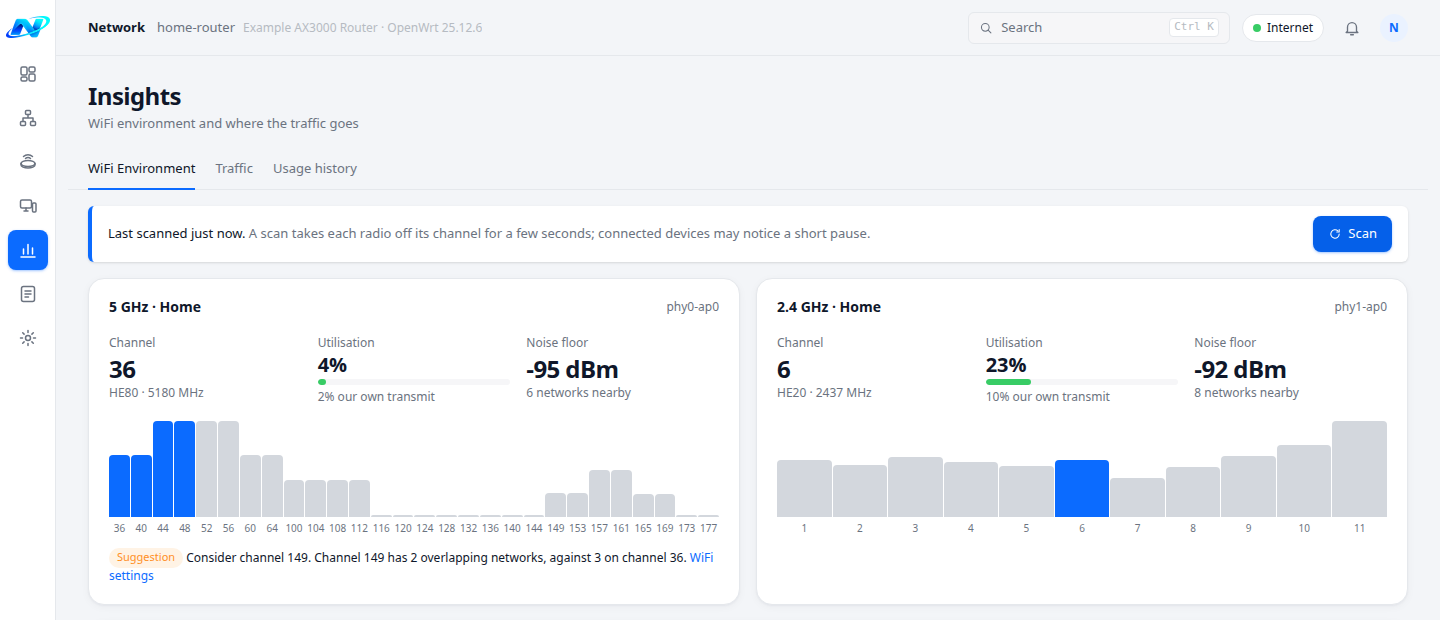 Network home-router Example AX3000 Router · OpenWrt 25.12.6
Search Ctrl K
Internet
N
Insights
WiFi environment and where the traffic goes
WiFi Environment Traffic Usage history
Last scanned just now. A scan takes each radio off its channel for a few seconds; connected devices may notice a short pause.
Scan
5 GHz · Home phy0-ap0
Channel Utilisation Noise floor
36 4% -95 dBm
HE80 · 5180 MHz 2% our own transmit 6 networks nearby
36 40 44 48 52 56 60 64 100 104 108 112 116 120 124 128 132 136 140 144 149 153 157 161 165 169 173 177
Suggestion Consider channel 149. Channel 149 has 2 overlapping networks, against 3 on channel 36. WiFi
settings
2.4 GHz · Home phy1-ap0
Channel Utilisation Noise floor
6 23% -92 dBm
HE20 · 2437 MHz 10% our own transmit 8 networks nearby
1 2 3 4 5 6 7 8 9 10 11